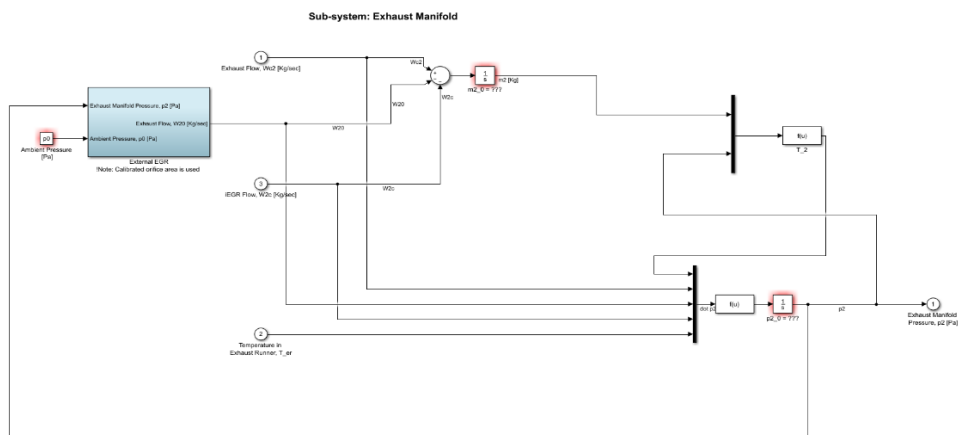 Sub-system: Exhaust Manifold
1
Exhaust Flow, Wc2 [Kg/sec]
Wc2
+
-
-
1
s
m2 [Kg]
m2_0 = ???
W2c
W20
Exhaust Manifold Pressure, p2 [Pa]
Exhaust Flow, W20 [Kg/sec]
Ambient Pressure, p0 [Pa]
W20
p0
Ambient Pressure
[Pa]
External EGR
!Note: Calibrated orifice area is used
f(u)
T_2
3
iEGR Flow, W2c [Kg/sec]
W2c
2
Temperature in
Exhaust Runner, T_er
dot p2
f(u)
1
s
p2_0 = ???
p2
1
Exhaust Manifold
Pressure, p2 [Pa]